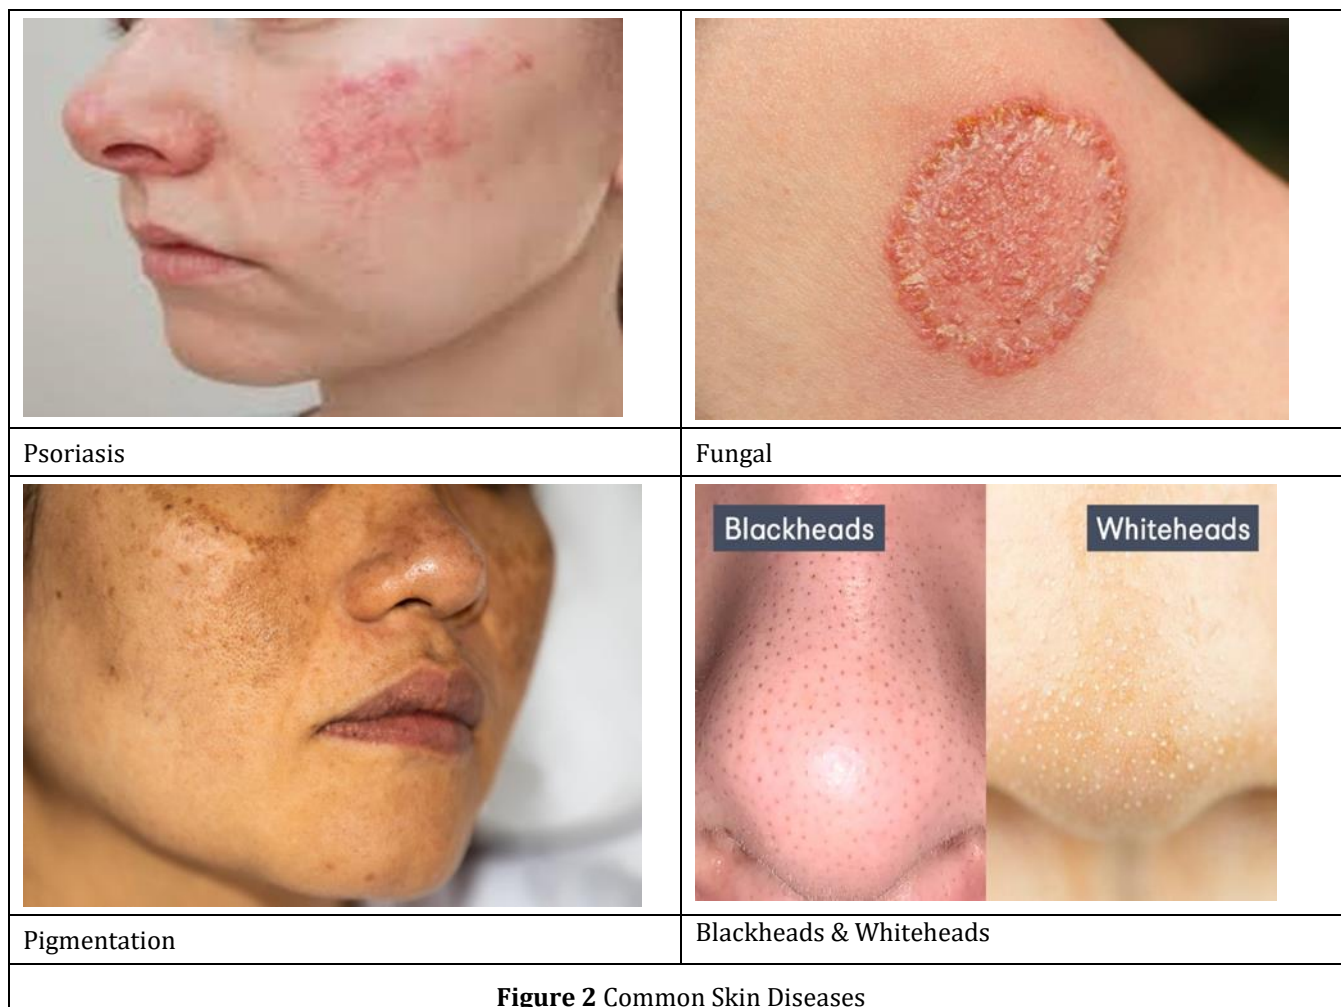 Psoriasis
Fungal
Blackheads
Whiteheads
Pigmentation
Blackheads & Whiteheads
Figure 2 Common Skin Diseases